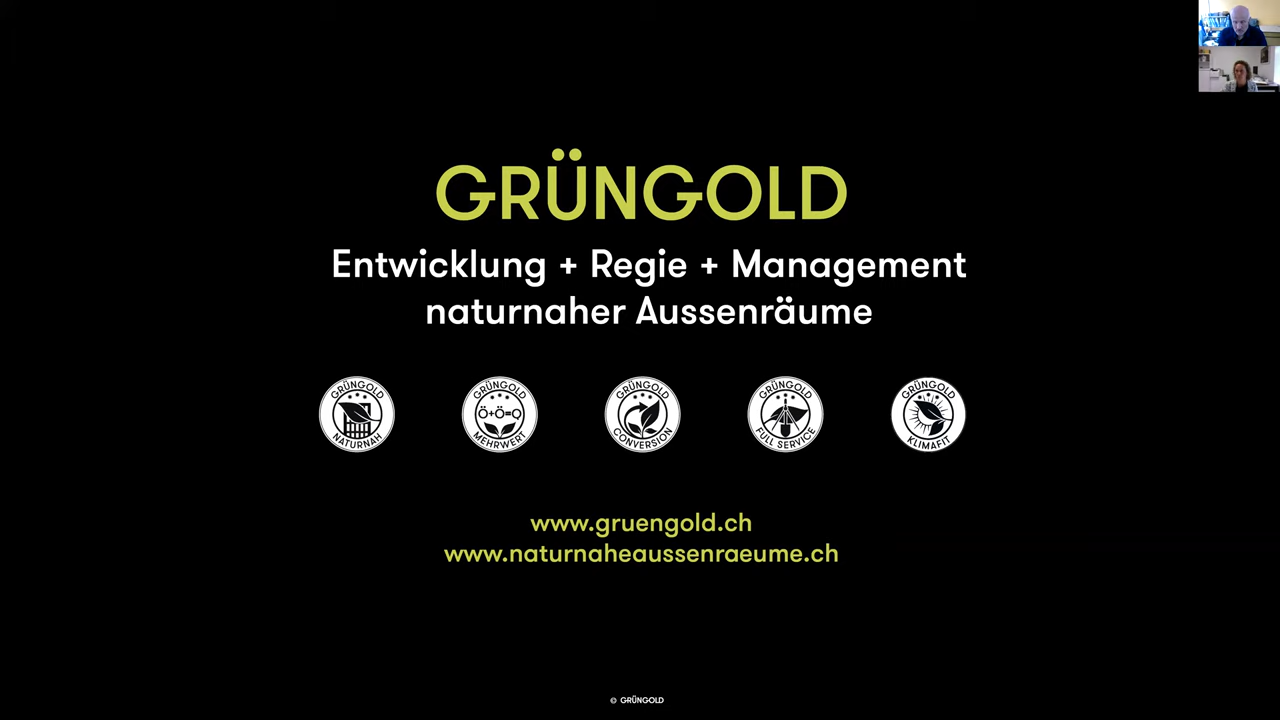 GRÜNGOLD
Entwicklung + Regie + Management
naturnaher Aussenräume
GRÜNGOLD
NATURNAH
GRÜNGOLD
Ö+Ö=Q
MEHRWERT
GRÜNGOLD
CONVERSION
GRÜNGOLD
FULL SERVICE
GRÜNGOLD
KLIMAFIT
www.gruengold.ch
www.naturnaheaussenraeume.ch
© GRÜNGOLD